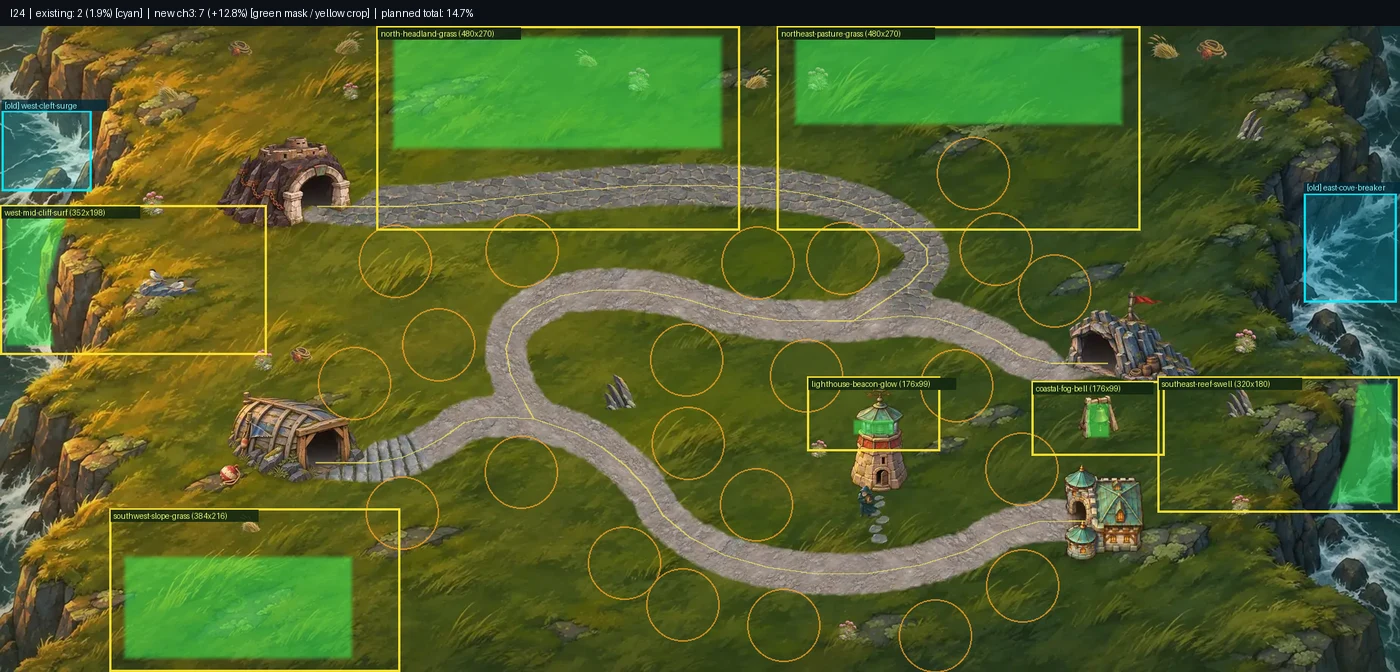 I24 | existing: 2 (1.9%) [cyan] | new ch3: 7 (+12.8%) [green mask / yellow crop] | planned total: 14.7%
north-headland-grass (480x270)
northeast-pasture-grass (480x270)
[old] west-cleft-surge
[old] east-cove-breaker
west-mid-cliff-surf (352x198)
lighthouse-beacon-glow (176x99)
coastal-fog-bell (176x99)
southeast-reef-swell (320x180)
southwest-slope-grass (384x216)